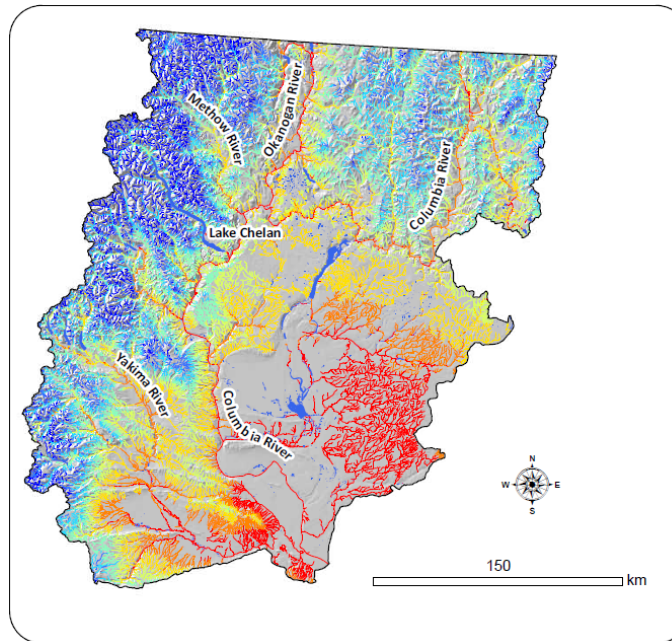 Methow River
Okanogan River
Columbia River
Lake Chelan
Yakima River
Columbia River
N
W
E
S
150
km